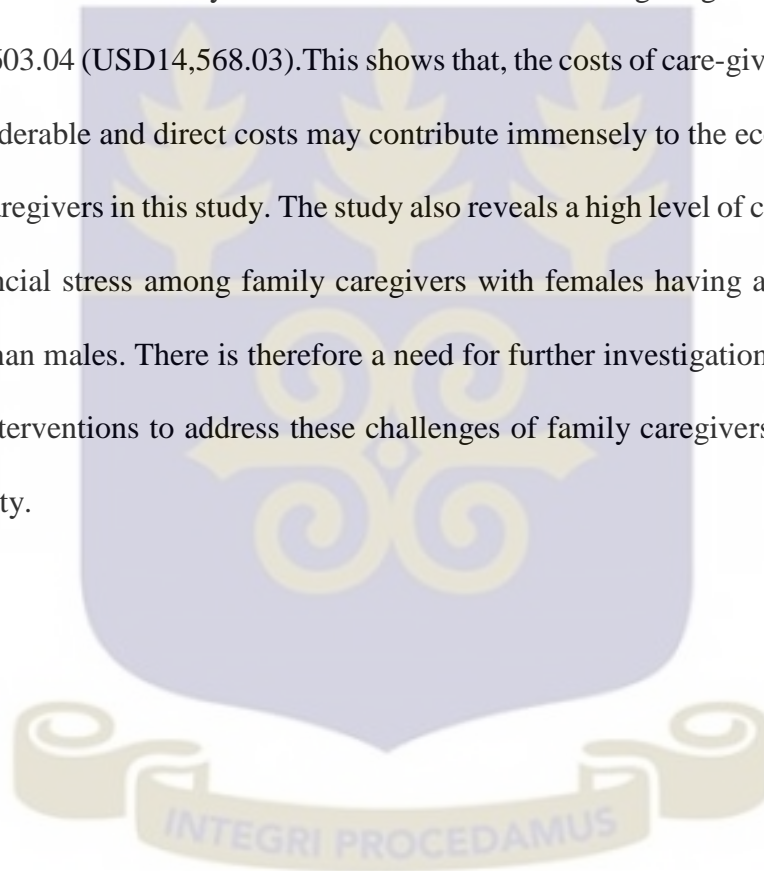 603.04 (USD14,568.03).This shows that, the costs of care-giv
derable and direct costs may contribute immensely to the ec
aregivers in this study. The study also reveals a high level of c
ncial stress among family caregivers with females having a
nan males. There is therefore a need for further investigation
terventions to address these challenges of family caregivers
ty.
INTEGRI PROCEDAMUS